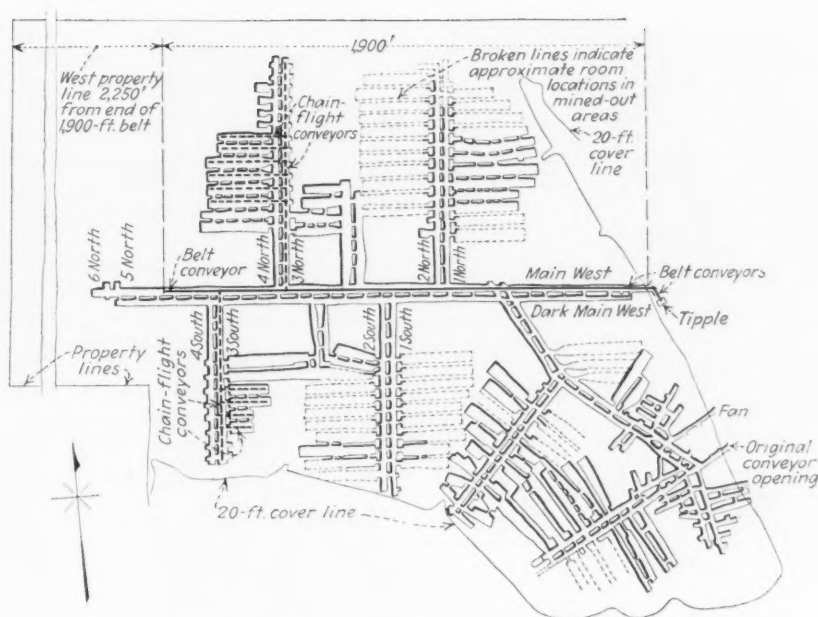 1,900'
West property
line 2,250'
from end of
1,900-ft. belt
Chain-
flight
conveyors
Broken lines indicate
approximate room
locations in
mined-out
areas
20-ft.
cover
line
6 North
5 North
Belt
conveyor
4 North
3 North
2 North
1 North
Main West
Belt conveyors
Dark Main West
Tipple
Property
lines
Chain-flight
conveyors
4 South
3 South
2 South
1 South
Fan
Original
conveyor
opening
20-ft. cover line